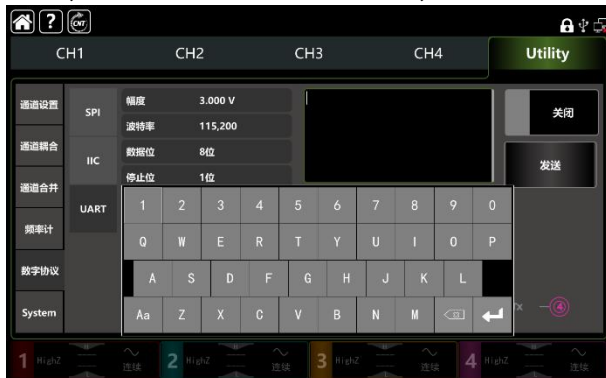 ? CNT
CH1 CH2 CH3 CH4 Utility
通道设置
通道耦合
通道合并
频率计
数字协议
System
SPI
IIC
UART
幅度 3.000 V
波特率 115,200
数据位 8位
停止位 1位
关闭
发送
1 2 3 4 5 6 7 8 9 0
Q W E R T Y U I O P
A S D F G H J K L
Aa Z X C V B N M
TX 4
1 HighZ 连续 2 HighZ 连续 3 HighZ 连续 4 HighZ 连续